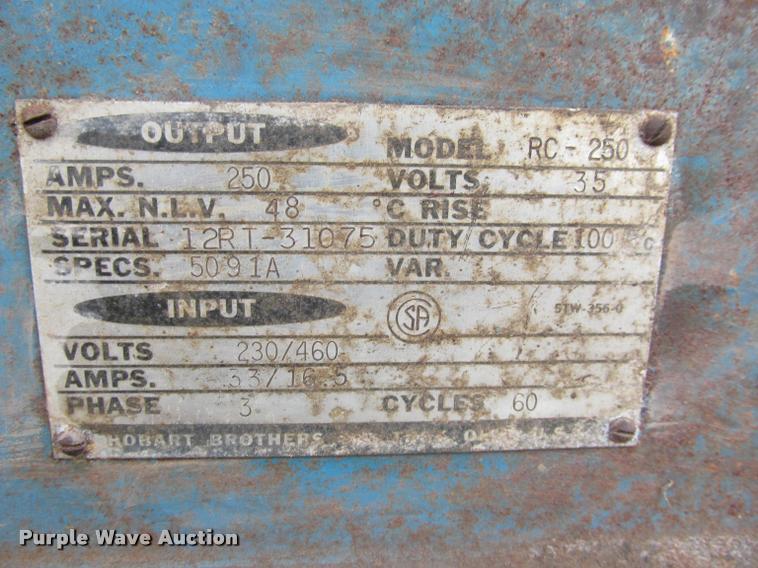 OUTPUT MODEL RC-250
AMPS. 250 VOLTS 35
MAX. N.L.V. 48 °C RISE
SERIAL 12RT-31075 DUTY CYCLE 100 %
SPECS. 5091A VAR.
INPUT SA STW-356-0
VOLTS 230/460
AMPS. 33/16.5
PHASE 3 CYCLES 60
HOBART BROTHERS U.S.A.
Purple Wave Auction